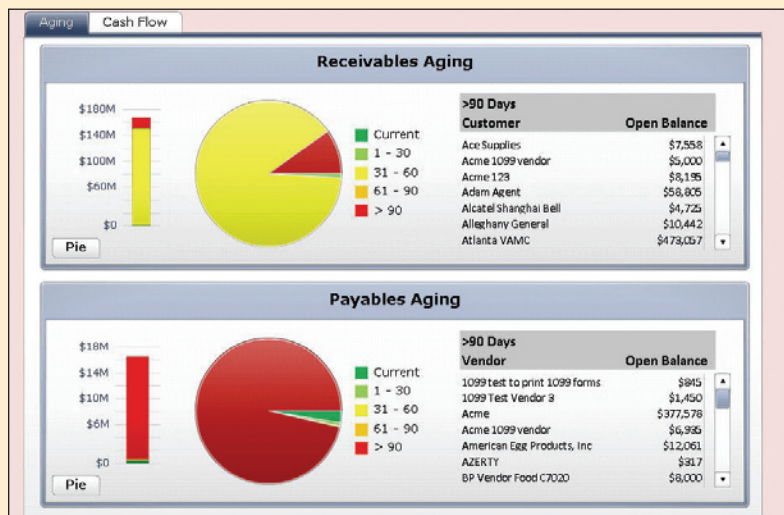 Aging Cash Flow
Receivables Aging
$180M
$140M
$100M
$60M
$0
Pie
Current
1 - 30
31 - 60
61 - 90
> 90
>90 Days
Customer Open Balance
Ace Supplies $7,558
Acme 1099 vendor $5,000
Acme 123 $8,195
Adam Agent $58,805
Alcatel Shanghai Bell $4,725
Alleghany General $10,442
Atlanta VAMC $473,057
Payables Aging
$18M
$14M
$10M
$6M
$0
Pie
Current
1 - 30
31 - 60
61 - 90
> 90
>90 Days
Vendor Open Balance
1099 test to print 1099 forms $845
1099 Test Vendor 3 $1,450
Acme $377,578
Acme 1099 vendor $6,935
American Egg Products, Inc $12,061
AZERTY $317
BP Vendor Food C7020 $8,000